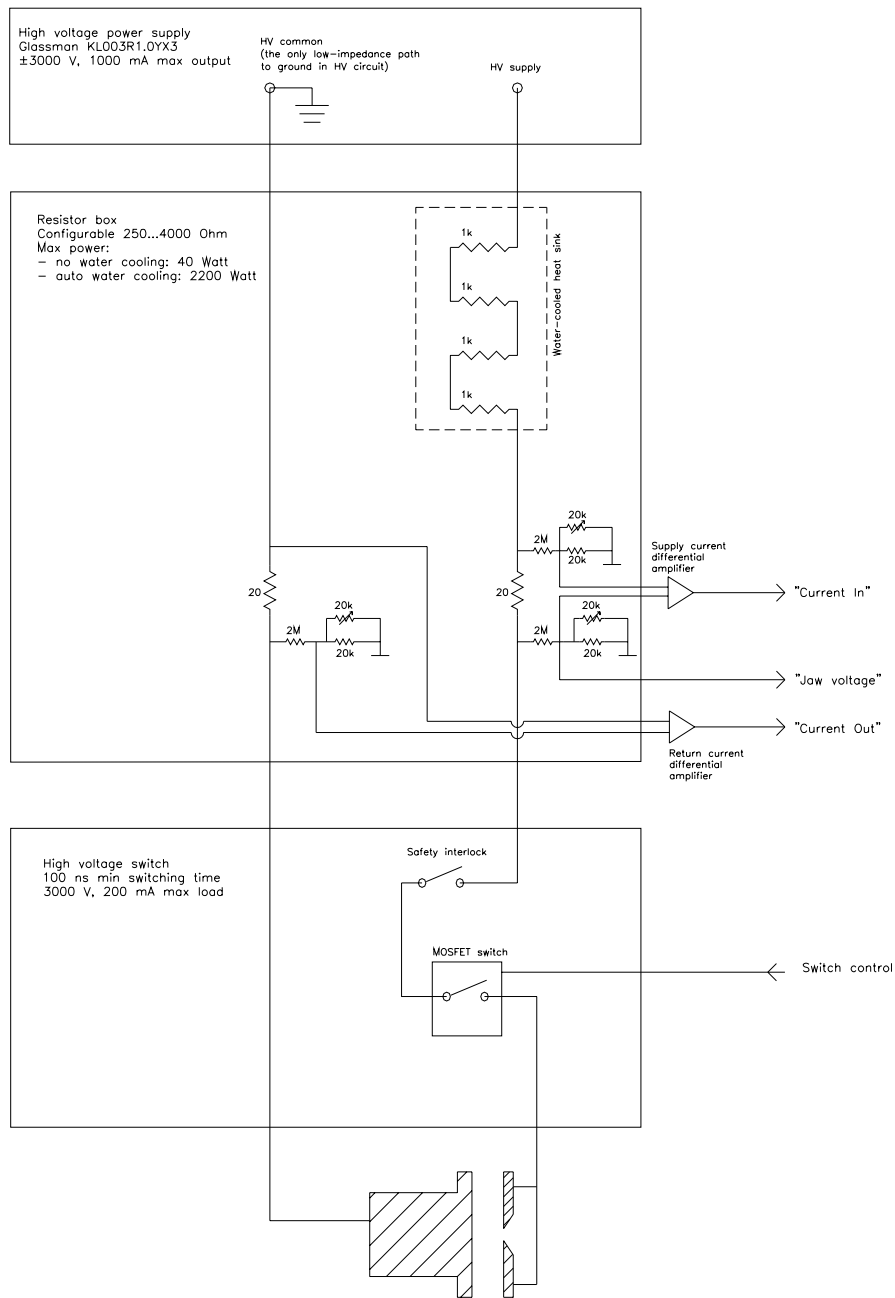 High voltage power supply
Glassman KL003R1.0YX3
±3000 V, 1000 mA max output
HV common
(the only low-impedance path
to ground in HV circuit)
HV supply
Resistor box
Configurable 250...4000 Ohm
Max power:
- no water cooling: 40 Watt
- auto water cooling: 2200 Watt
1k
1k
1k
1k
Water-cooled heat sink
20k
2M
20k
Supply current
differential
amplifier
20
20
"Current In"
20k
2M
20k
20k
2M
20k
"Jaw voltage"
"Current Out"
Return current
differential
amplifier
High voltage switch
100 ns min switching time
3000 V, 200 mA max load
Safety interlock
MOSFET switch
Switch control